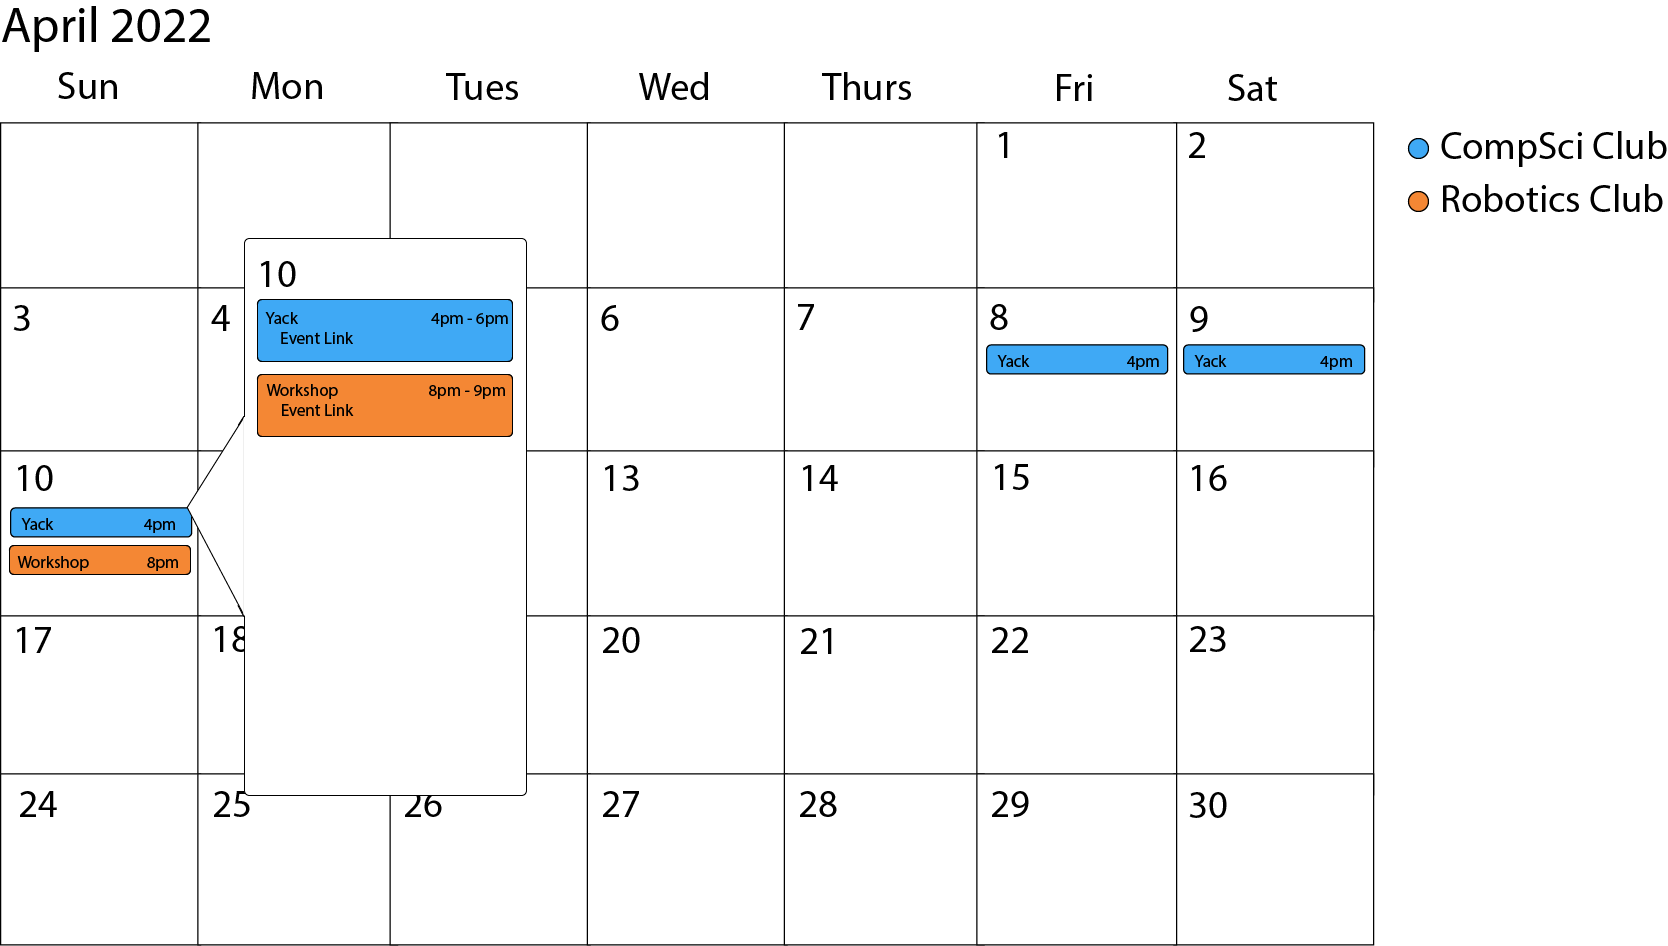 April 2022
Sun Mon Tues Wed Thurs Fri Sat
1 2
CompSci Club
Robotics Club
10
Yack 4pm - 6pm
Event Link
Workshop 8pm - 9pm
Event Link
3 4 6 7 8 9
Yack 4pm Yack 4pm
10 13 14 15 16
Yack 4pm
Workshop 8pm
17 18 20 21 22 23
24 25 26 27 28 29 30